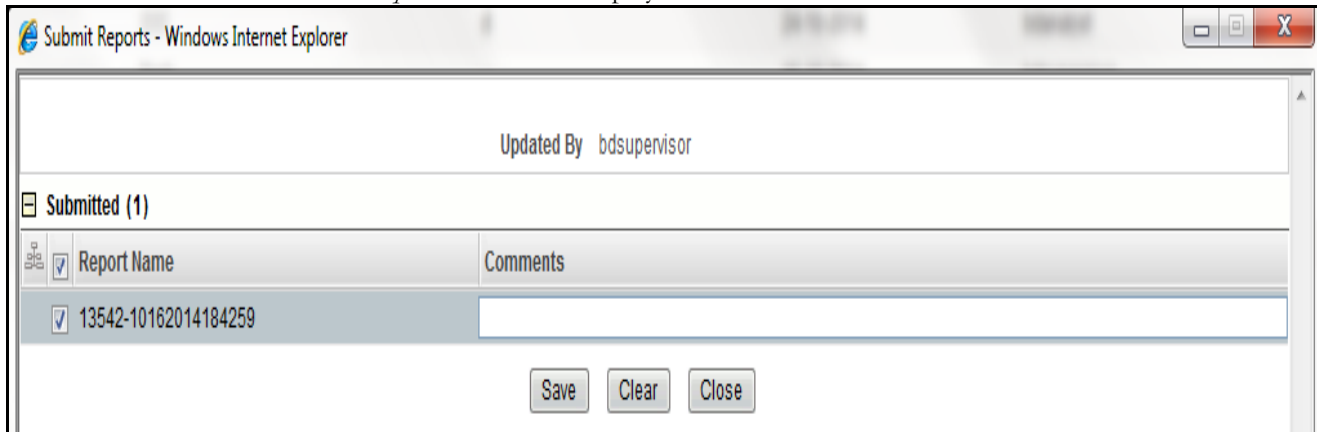 Submit Reports - Windows Internet Explorer
Updated By bdsupervisor
Submitted (1)
Report Name Comments
13542-10162014184259
Save Clear Close